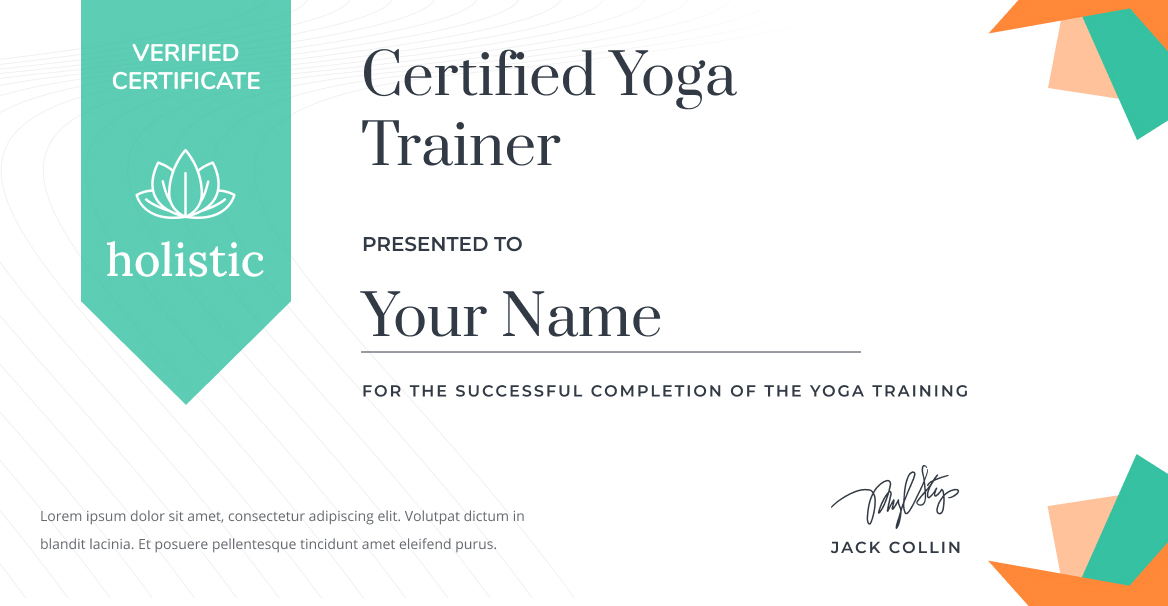 VERIFIED
CERTIFICATE
holistic
Certified Yoga
Trainer
PRESENTED TO
Your Name
FOR THE SUCCESSFUL COMPLETION OF THE YOGA TRAINING
Lorem ipsum dolor sit amet, consectetur adipiscing elit. Volutpat dictum in
blandit lacinia. Et posuere pellentesque tincidunt amet eleifend purus.
JACK COLLIN